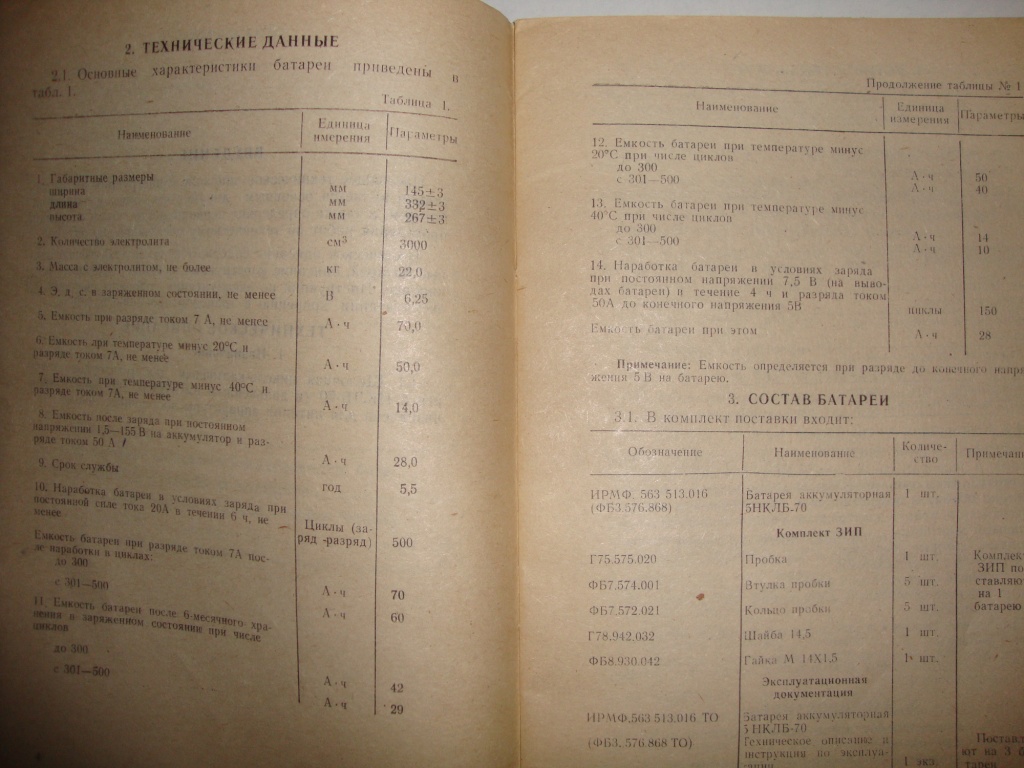 2. ТЕХНИЧЕСКИЕ ДАННЫЕ
2.1. Основные характеристики батареи приведены в
табл. 1.
Таблица 1.
Наименование
Единица
измерения
Параметры
1. Габаритные размеры
ширина мм 145±3
длина мм 332±3
высота мм 267±3
2. Количество электролита см³ 3000
3. Масса с электролитом, не более кг 22,0
4. Э. д. с. в заряженном состоянии, не менее В 6,25
5. Емкость при разряде током 7 А, не менее А·ч 70,0
6. Емкость при температуре минус 20°С и
разряде током 7А, не менее А·ч 50,0
7. Емкость при температуре минус 40°С и
разряде током 7А, не менее А·ч 14,0
8. Емкость после заряда при постоянном
напряжении 1,5—155 В на аккумулятор и раз-
ряде током 50 А А·ч 28,0
9. Срок службы год 5,5
10. Наработка батареи в условиях заряда при
постоянной силе тока 20А в течении 6 ч, не
менее Циклы (за-
ряд-разряд) 500
Емкость батареи при разряде током 7А пос-
ле наработки в циклах:
до 300 А·ч 70
с 301—500 А·ч 60
11. Емкость батареи после 6-месячного хра-
нения в заряженном состоянии при числе
циклов
до 300 А·ч 42
с 301—500 А·ч 29
Продолжение таблицы № 1
Наименование
Единица
измерения
Параметры
12. Емкость батареи при температуре минус
20°С при числе циклов
до 300 А·ч 50
с 301—500 А·ч 40
13. Емкость батареи при температуре минус
40°С при числе циклов
до 300 А·ч 14
с 301—500 А·ч 10
14. Наработка батареи в условиях заряда
при постоянном напряжении 7,5 В (на выво-
дах батареи) в течение 4 ч и разряда током
50А до конечного напряжения 5В циклы 150
Емкость батареи при этом А·ч 28
Примечание: Емкость определяется при разряде до конечного напря
жения 5 В на батарею.
3. СОСТАВ БАТАРЕИ
3.1. В комплект поставки входит:
Обозначение
Наименование
Количе-
ство
Примечан
ИРМФ. 563 513.016 Батарея аккумуляторная 1 шт.
(ФБ3.576.868) 5НКЛБ-70
Комплект ЗИП
Г75.575.020 Пробка 1 шт. Комплек
ЗИП по
ФБ7.574.001 Втулка пробки 5 шт. ставляют
на 1
ФБ7.572.021 Кольцо пробки 5 шт. батарею
Г78.942.032 Шайба 14,5 1 шт.
ФБ8.930.042 Гайка М 14Х1,5 1 шт.
Эксплуатационная
документация
ИРМФ.563 513.016 ТО Батарея аккумуляторная
5 НКЛБ-70
(ФБ3. 576.868 ТО) Техническое описание и
инструкция по эксплуа-
тации 1 экз.
Поставл
ют на 3 б
тареи